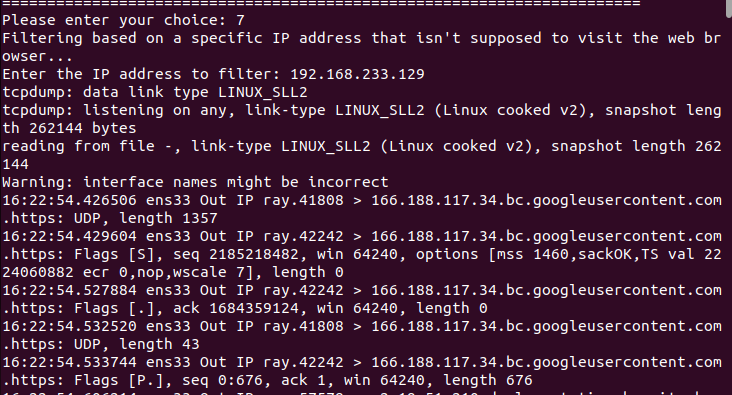 ==========================================================================
Please enter your choice: 7
Filtering based on a specific IP address that isn't supposed to visit the web br
owser...
Enter the IP address to filter: 192.168.233.129
tcpdump: data link type LINUX_SLL2
tcpdump: listening on any, link-type LINUX_SLL2 (Linux cooked v2), snapshot leng
th 262144 bytes
reading from file -, link-type LINUX_SLL2 (Linux cooked v2), snapshot length 262
144
Warning: interface names might be incorrect
16:22:54.426506 ens33 Out IP ray.41808 > 166.188.117.34.bc.googleusercontent.com
.https: UDP, length 1357
16:22:54.429604 ens33 Out IP ray.42242 > 166.188.117.34.bc.googleusercontent.com
.https: Flags [S], seq 2185218482, win 64240, options [mss 1460,sackOK,TS val 22
24060882 ecr 0,nop,wscale 7], length 0
16:22:54.527884 ens33 Out IP ray.42242 > 166.188.117.34.bc.googleusercontent.com
.https: Flags [.], ack 1684359124, win 64240, length 0
16:22:54.532520 ens33 Out IP ray.41808 > 166.188.117.34.bc.googleusercontent.com
.https: UDP, length 43
16:22:54.533744 ens33 Out IP ray.42242 > 166.188.117.34.bc.googleusercontent.com
.https: Flags [P.], seq 0:676, ack 1, win 64240, length 676